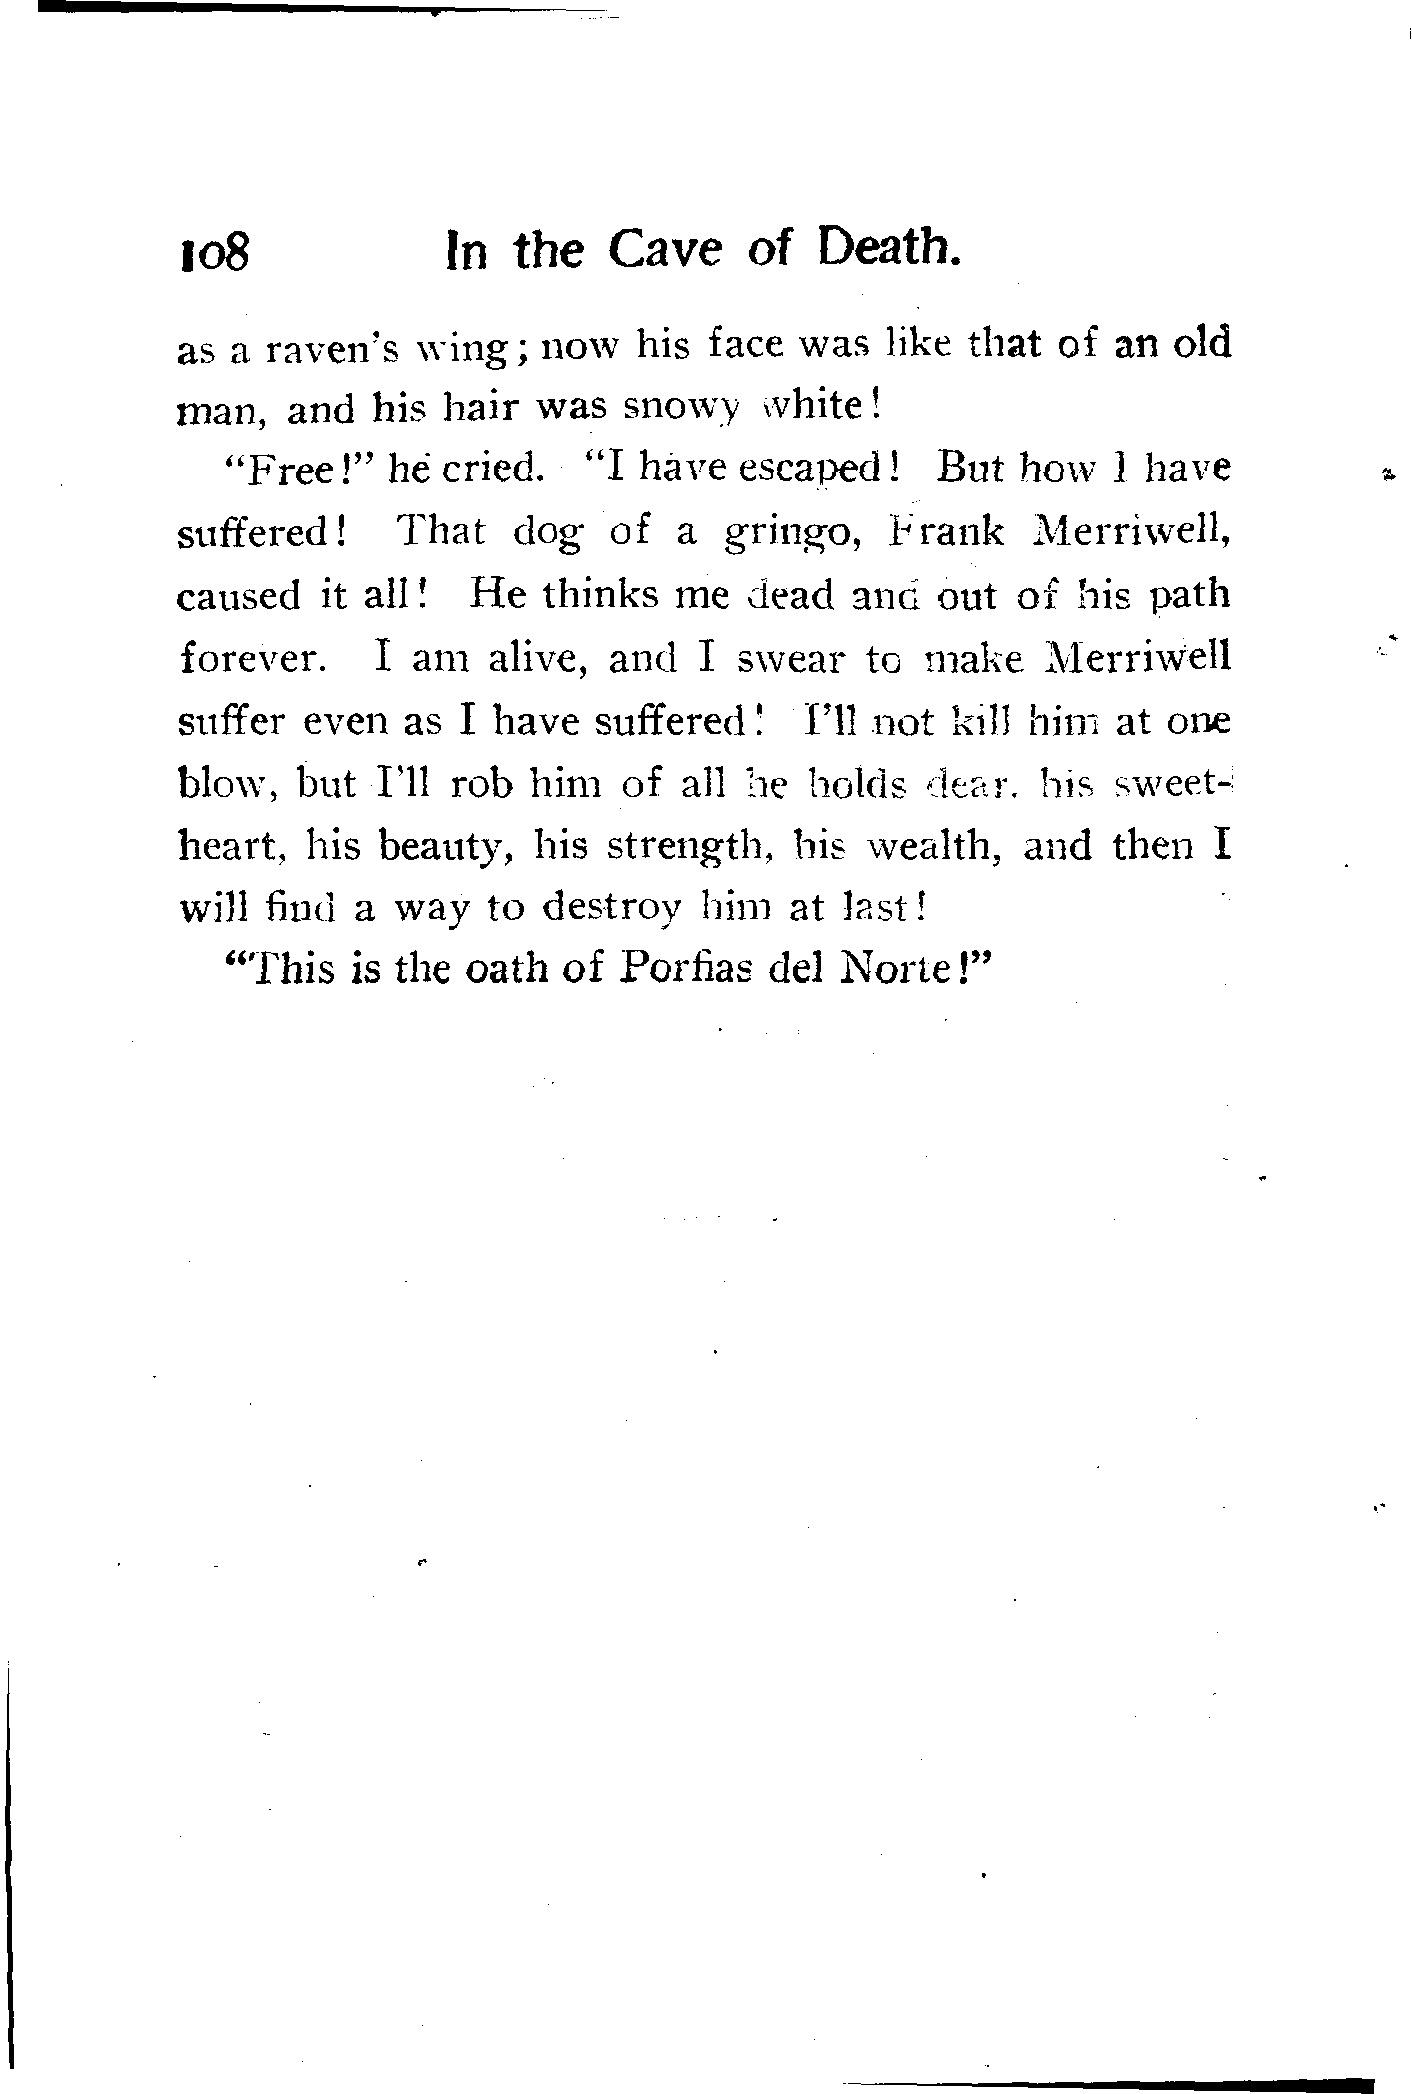 108 In the Cave of Death.
as a raven's wing; now his face was like that of an old
man, and his hair was snowy white!
"Free!" he cried. "I have escaped! But how I have
suffered! That dog of a gringo, Frank Merriwell,
caused it all! He thinks me dead and out of his path
forever. I am alive, and I swear to make Merriwell
suffer even as I have suffered! I'll not kill him at one
blow, but I'll rob him of all he holds dear. his sweet-
heart, his beauty, his strength, his wealth, and then I
will find a way to destroy him at last!
"This is the oath of Porfias del Norte!"